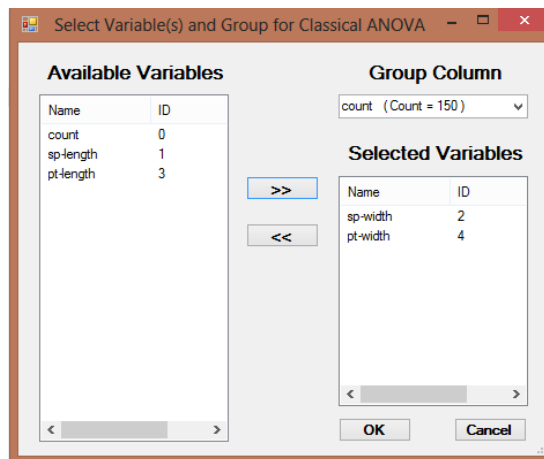 Select Variable(s) and Group for Classical ANOVA
Available Variables
Name ID
count 0
sp-length 1
pt-length 3
>>
<<
Group Column
count (Count = 150)
Selected Variables
Name ID
sp-width 2
pt-width 4
OK Cancel